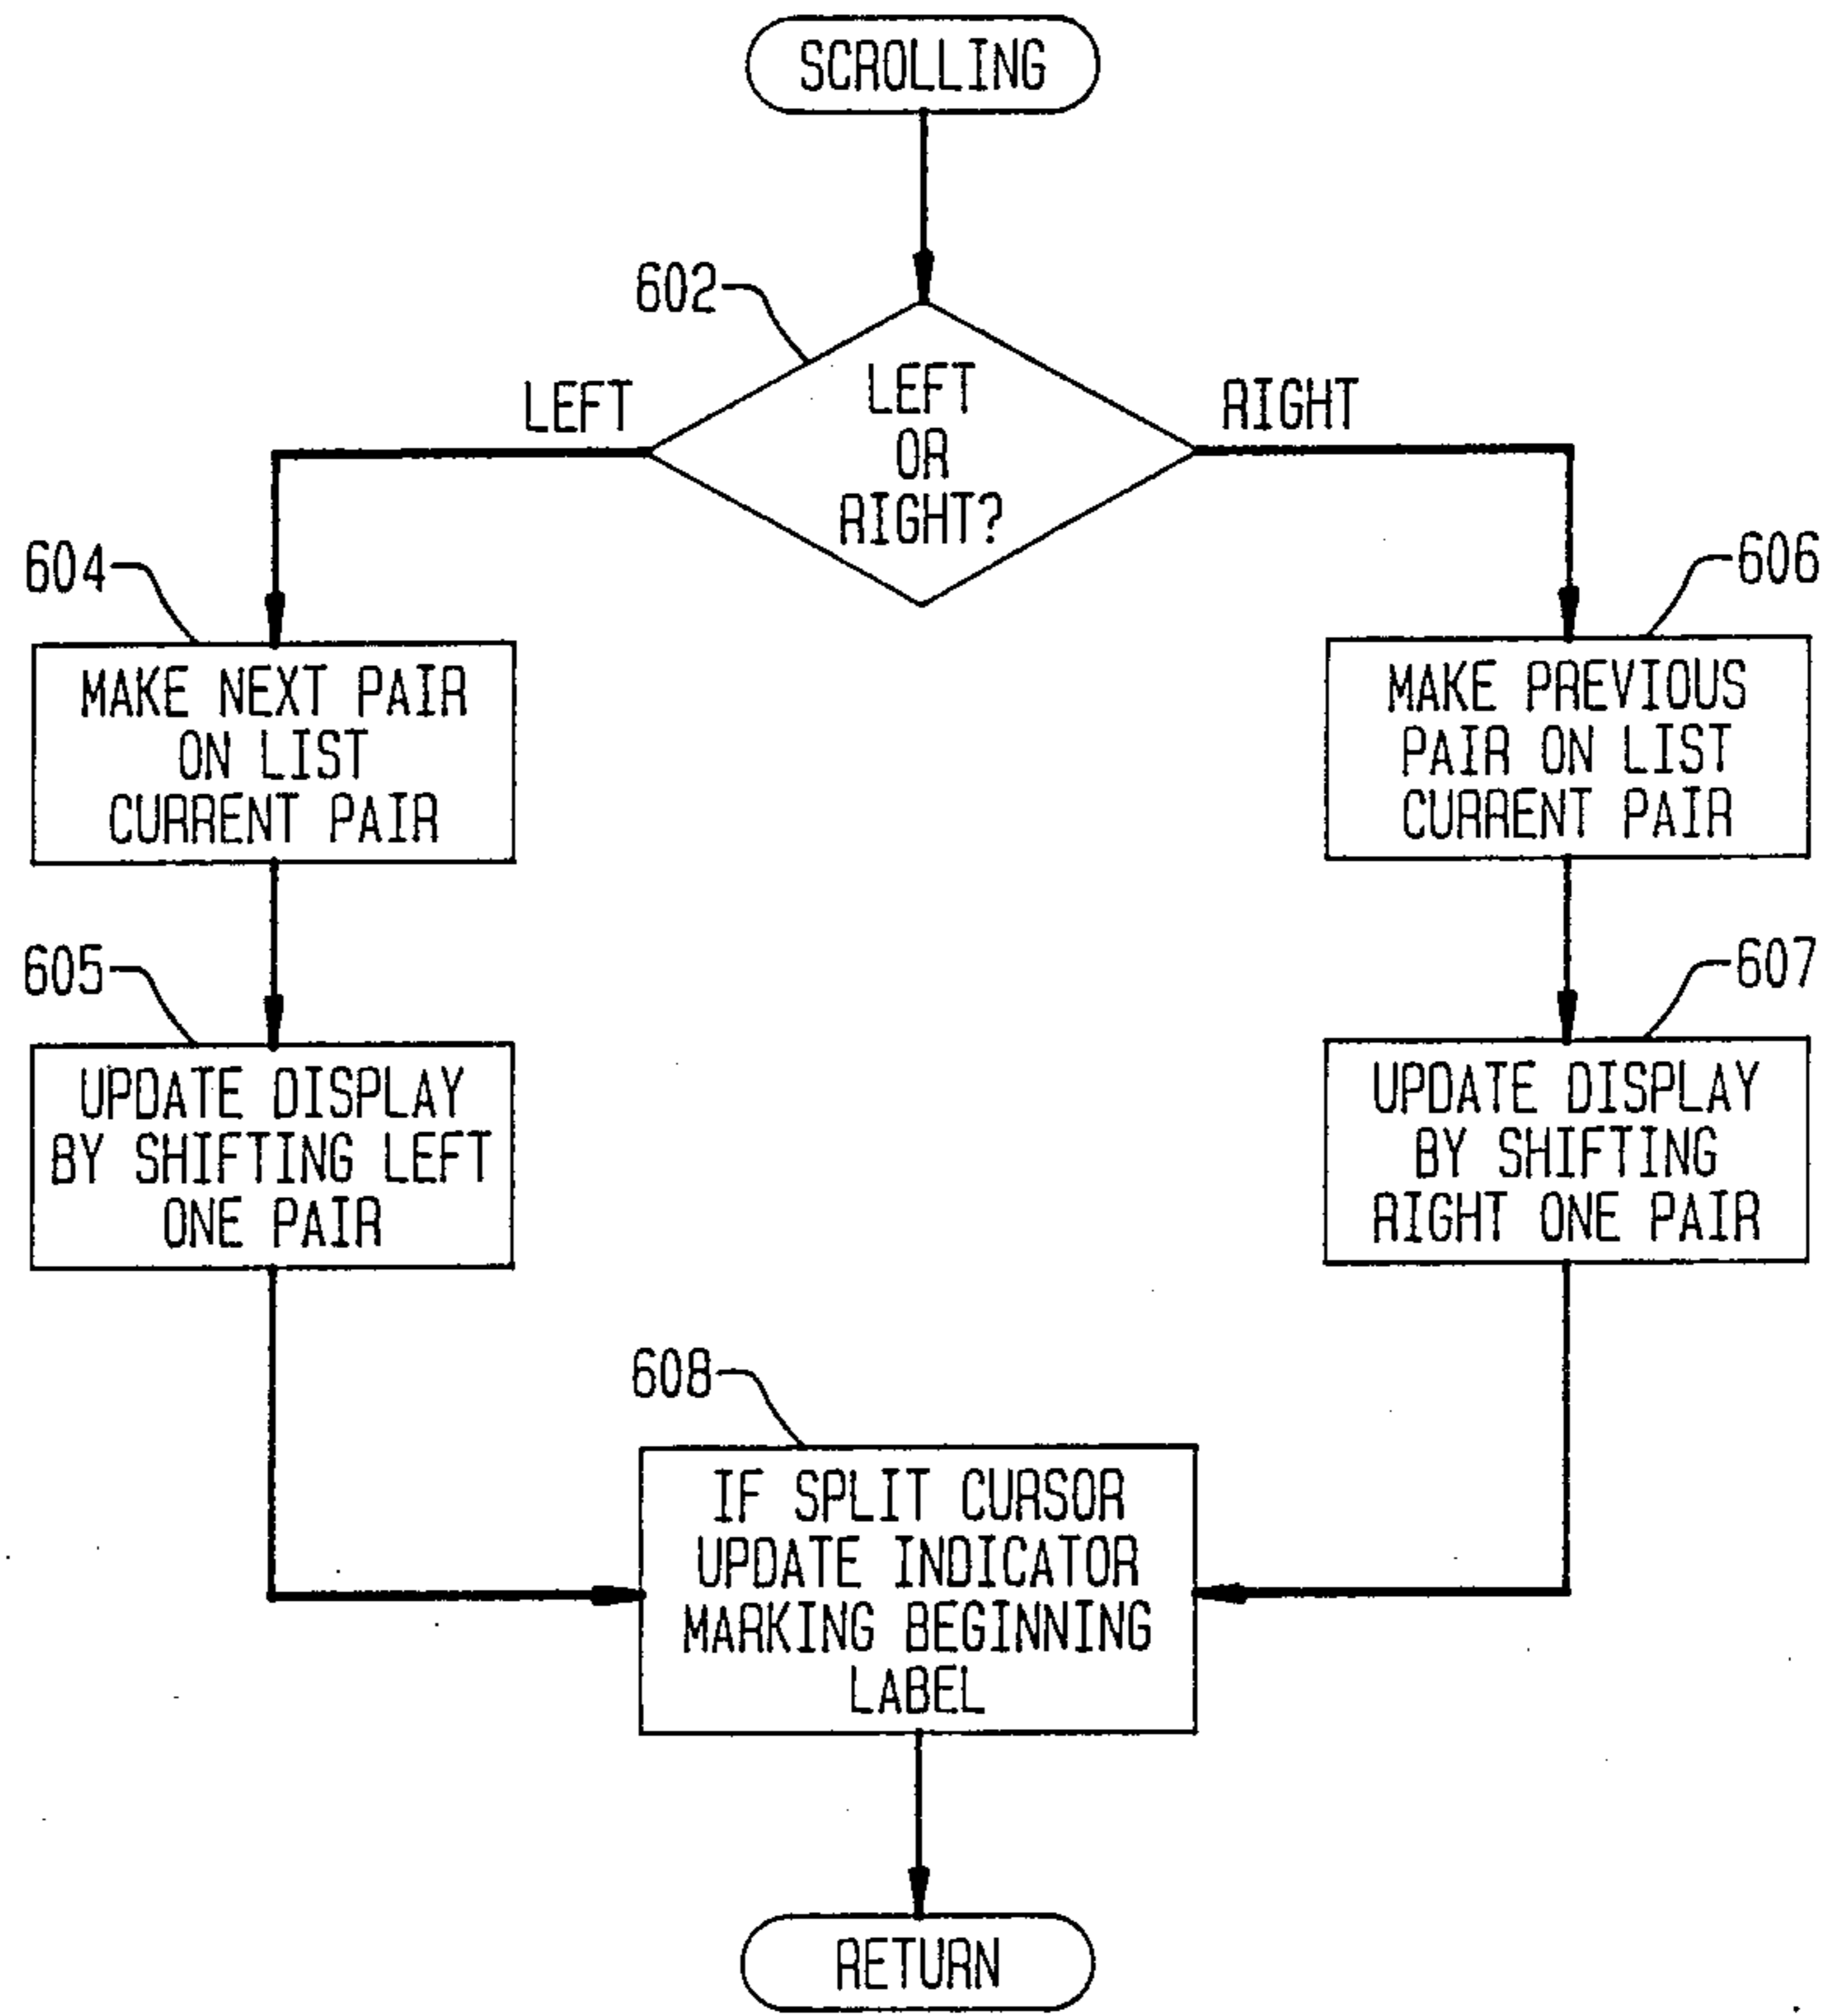 SCROLLING
602
LEFT
OR
RIGHT?
LEFT
RIGHT
604
MAKE NEXT PAIR
ON LIST
CURRENT PAIR
606
MAKE PREVIOUS
PAIR ON LIST
CURRENT PAIR
605
UPDATE DISPLAY
BY SHIFTING LEFT
ONE PAIR
607
UPDATE DISPLAY
BY SHIFTING
RIGHT ONE PAIR
608
IF SPLIT CURSOR
UPDATE INDICATOR
MARKING BEGINNING
LABEL
RETURN